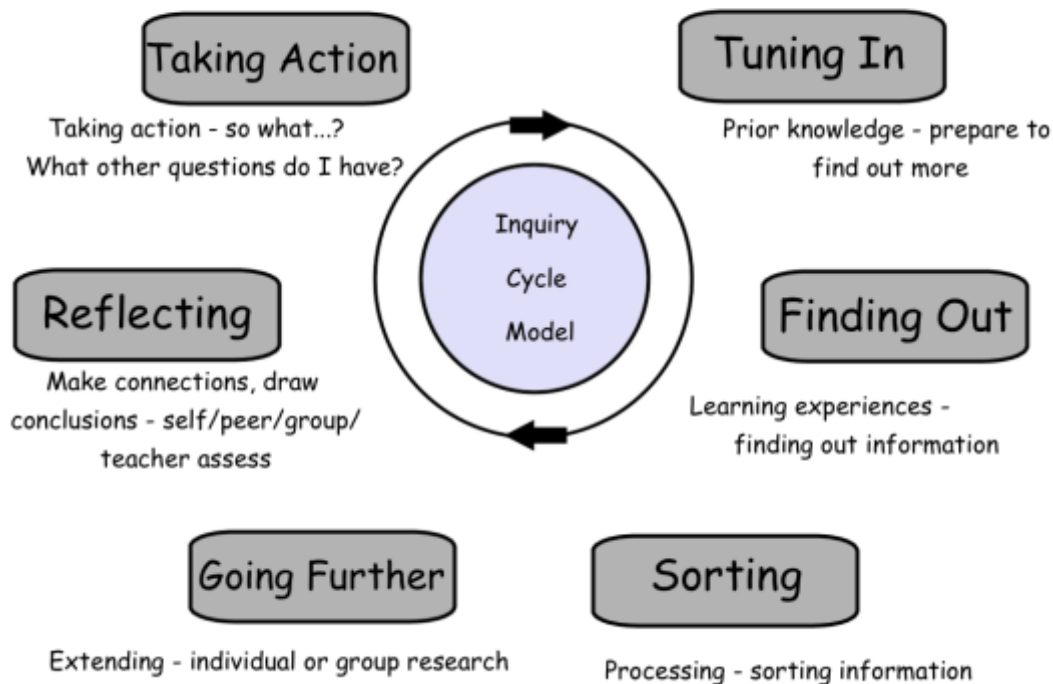 Taking Action
Taking action - so what...?
What other questions do I have?
Tuning In
Prior knowledge - prepare to
find out more
Inquiry
Cycle
Model
Reflecting
Make connections, draw
conclusions - self/peer/group/
teacher assess
Finding Out
Learning experiences -
finding out information
Going Further
Extending - individual or group research
Sorting
Processing - sorting information